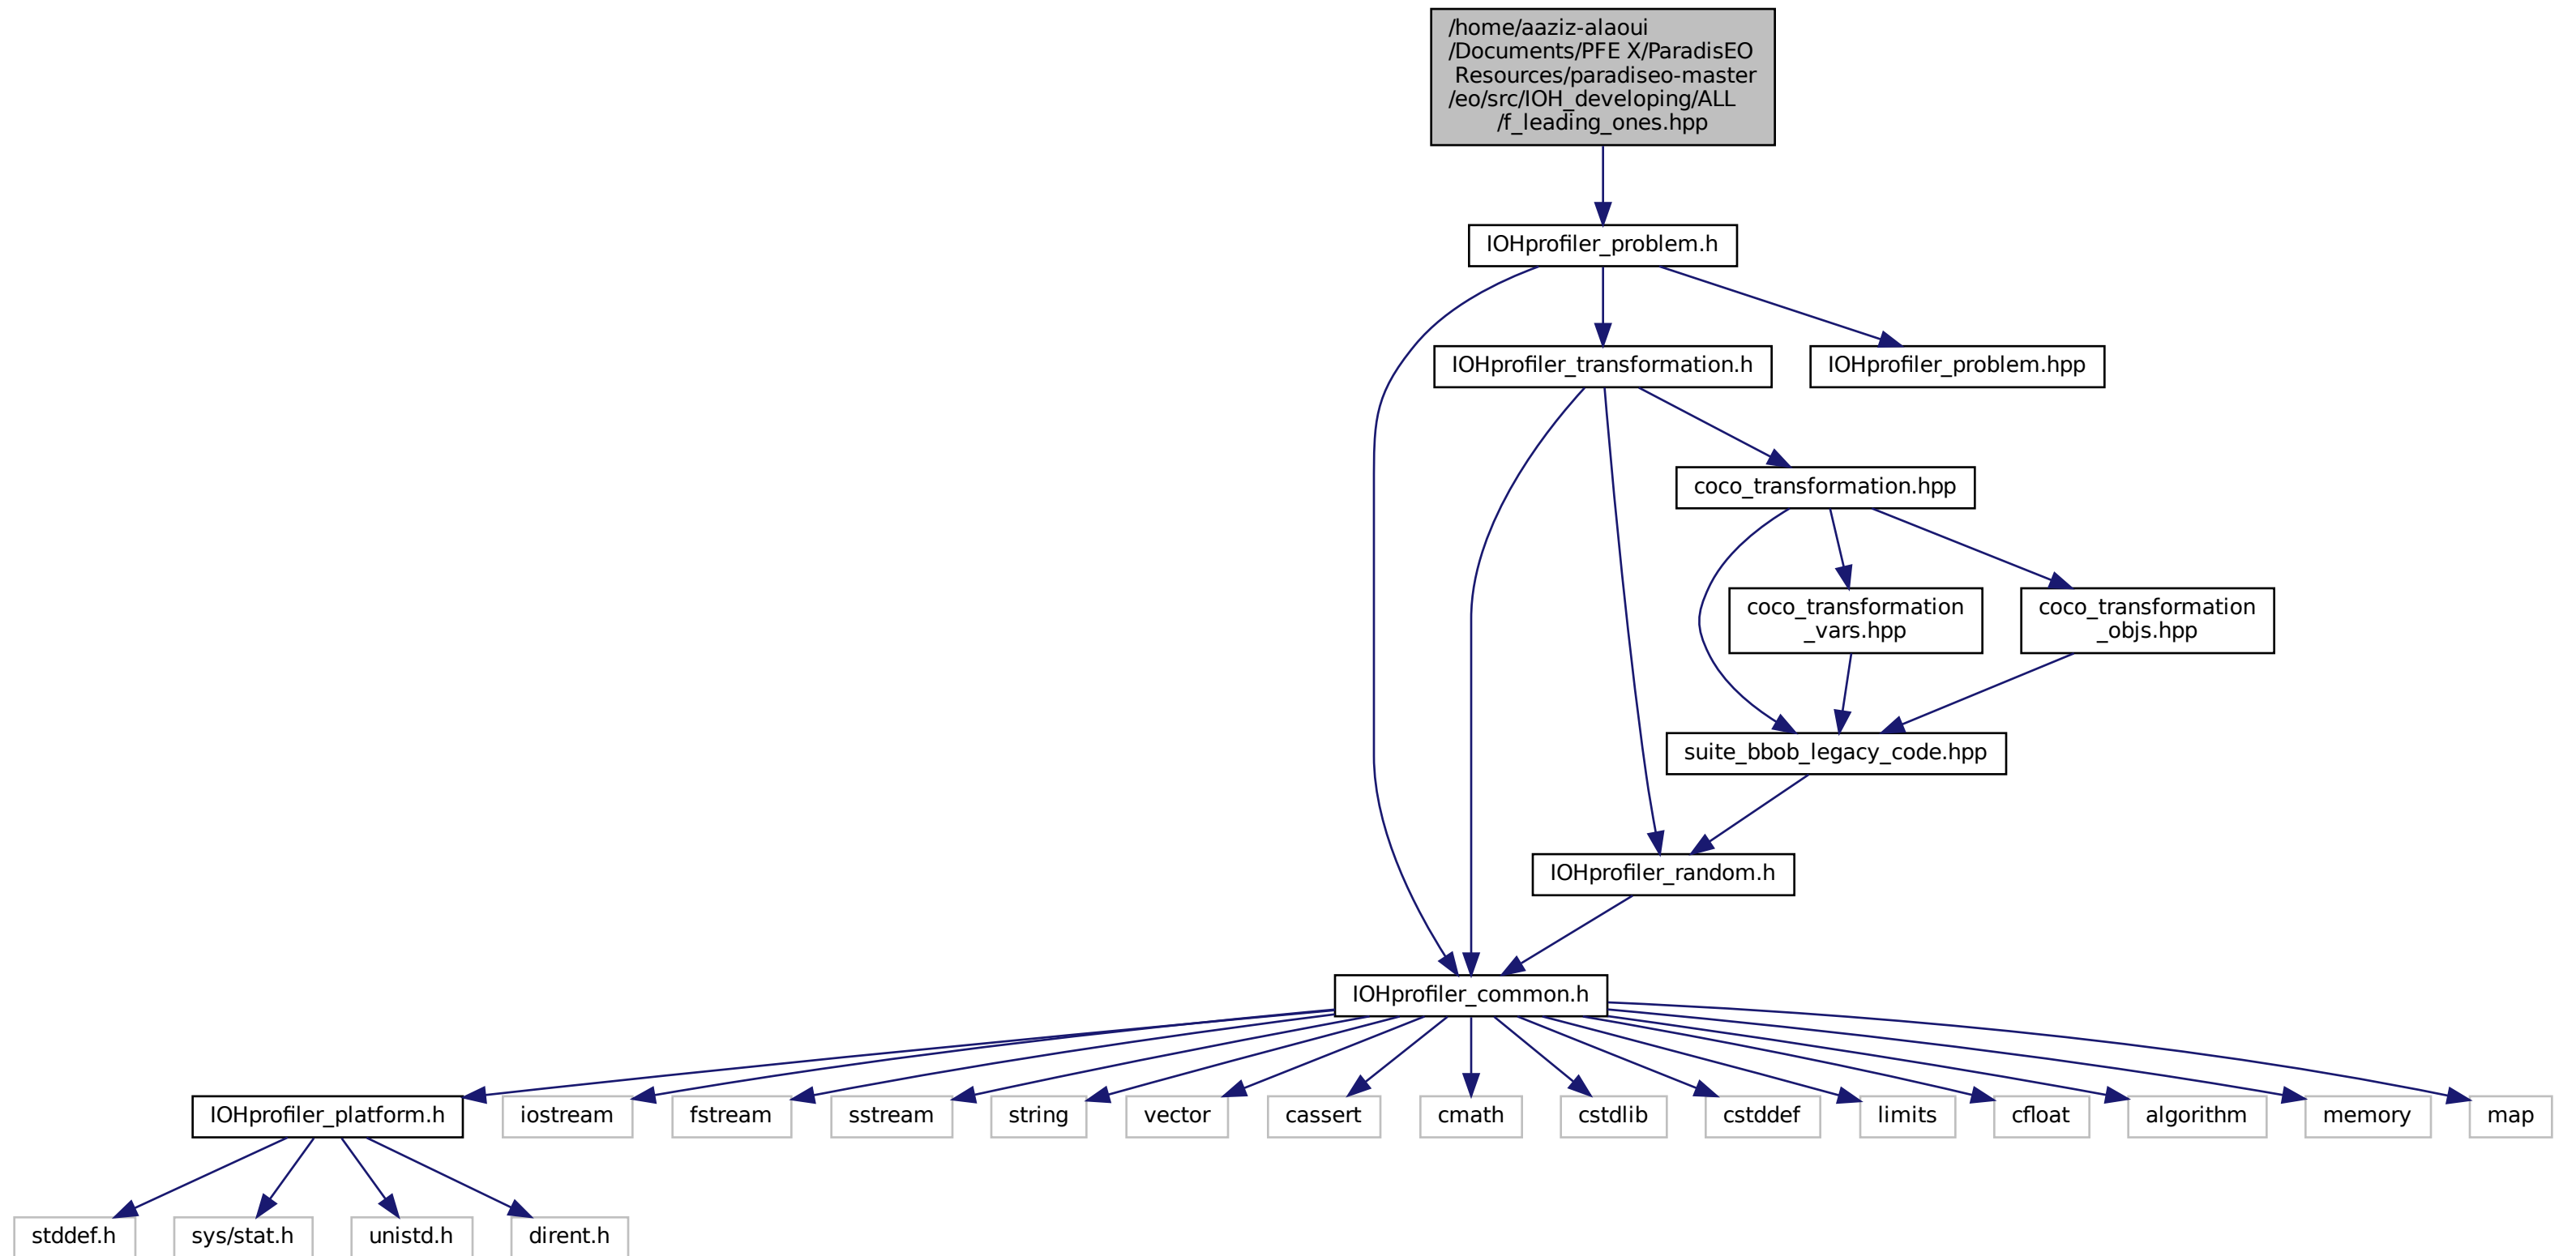 /home/aaziz-alaoui
/Documents/PFE X/ParadisEO
Resources/paradiseo-master
/eo/src/IOH_developing/ALL
/f_leading_ones.hpp
IOHprofiler_problem.h
IOHprofiler_transformation.h
IOHprofiler_problem.hpp
coco_transformation.hpp
coco_transformation
_vars.hpp
coco_transformation
_objs.hpp
suite_bbob_legacy_code.hpp
IOHprofiler_random.h
IOHprofiler_common.h
IOHprofiler_platform.h
iostream
fstream
sstream
string
vector
cassert
cmath
cstdlib
cstddef
limits
cfloat
algorithm
memory
map
stddef.h
sys/stat.h
unistd.h
dirent.h